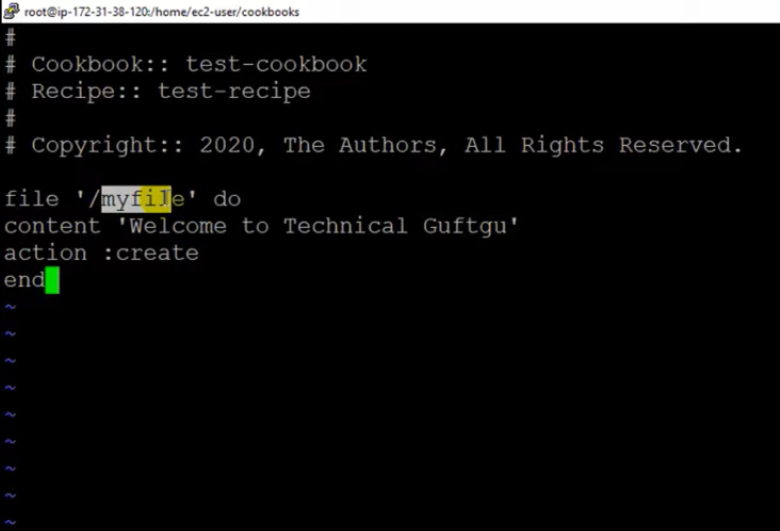 root@ip-172-31-38-120:/home/ec2-user/cookbooks
#
# Cookbook:: test-cookbook
# Recipe:: test-recipe
#
# Copyright:: 2020, The Authors, All Rights Reserved.
file '/myfile' do
content 'Welcome to Technical Guftgu'
action :create
end
~
~
~
~
~
~
~
~
~